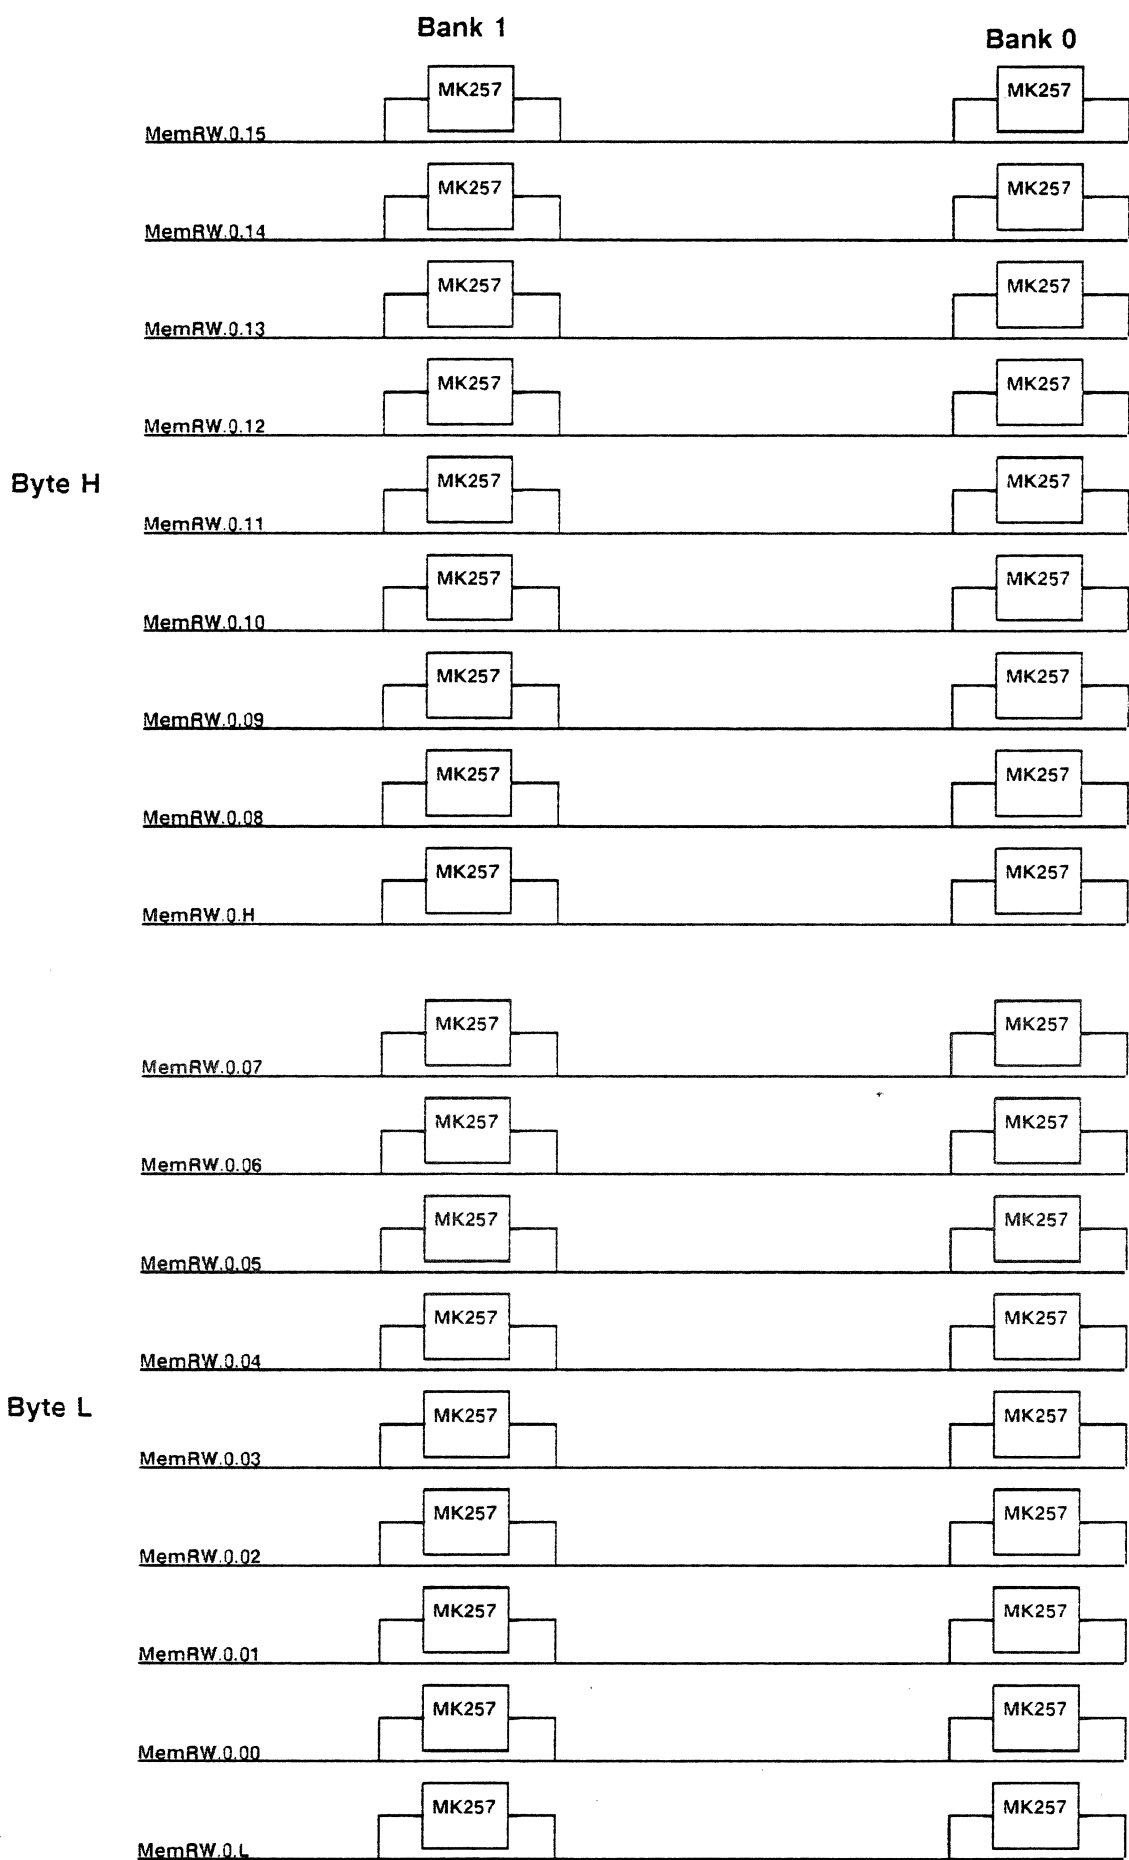 Bank 1
Bank 0
MK257 MK257
MemRW.0.15
MK257 MK257
MemRW.0.14
MK257 MK257
MemRW.0.13
MK257 MK257
MemRW.0.12
Byte H
MK257 MK257
MemRW.0.11
MK257 MK257
MemRW.0.10
MK257 MK257
MemRW.0.09
MK257 MK257
MemRW.0.08
MK257 MK257
MemRW.0.H
MK257 MK257
MemRW.0.07
MK257 MK257
MemRW.0.06
MK257 MK257
MemRW.0.05
MK257 MK257
MemRW.0.04
Byte L
MK257 MK257
MemRW.0.03
MK257 MK257
MemRW.0.02
MK257 MK257
MemRW.0.01
MK257 MK257
MemRW.0.00
MK257 MK257
MemRW.0.L